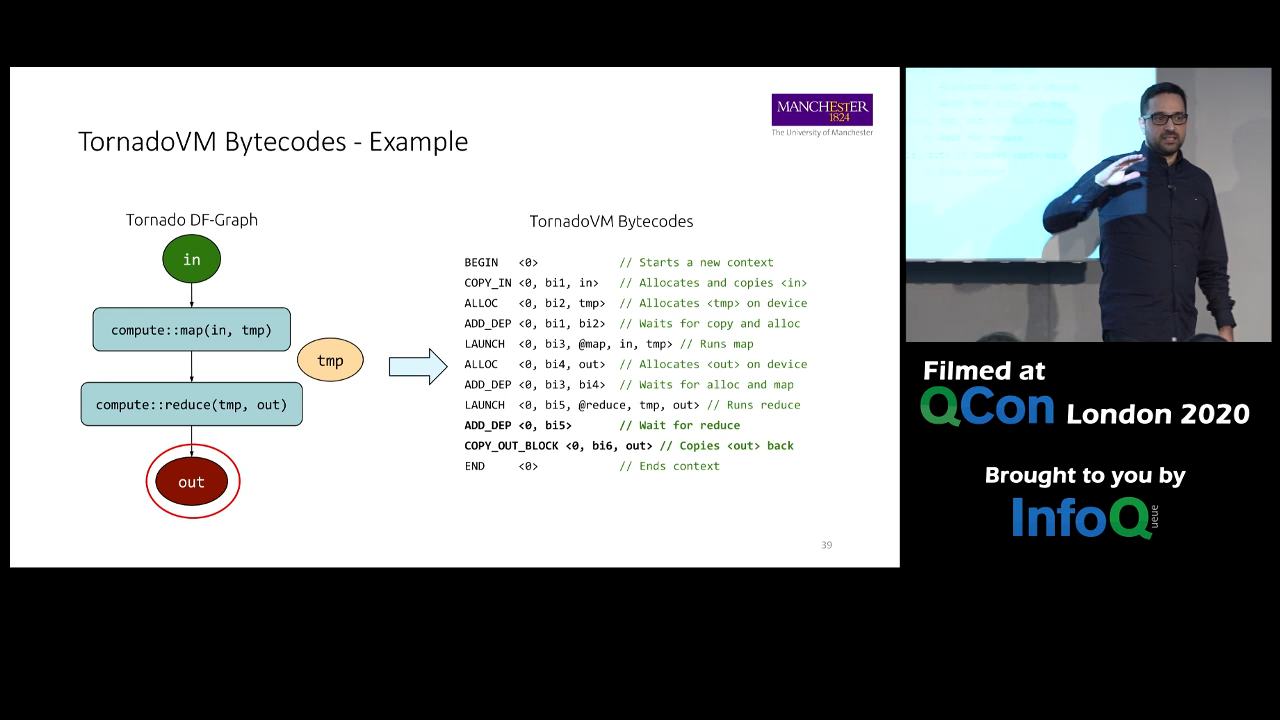 MANCHESTER
1824
The University of Manchester
TornadoVM Bytecodes - Example
Tornado DF-Graph
in
compute::map(in, tmp)
tmp
compute::reduce(tmp, out)
out
TornadoVM Bytecodes
BEGIN <0> // Starts a new context
COPY_IN <0, bi1, in> // Allocates and copies <in>
ALLOC <0, bi2, tmp> // Allocates <tmp> on device
ADD_DEP <0, bi1, bi2> // Waits for copy and alloc
LAUNCH <0, bi3, @map, in, tmp> // Runs map
ALLOC <0, bi4, out> // Allocates <out> on device
ADD_DEP <0, bi3, bi4> // Waits for alloc and map
LAUNCH <0, bi5, @reduce, tmp, out> // Runs reduce
ADD_DEP <0, bi5> // Wait for reduce
COPY_OUT_BLOCK <0, bi6, out> // Copies <out> back
END <0> // Ends context
39
Filmed at
QCon London 2020
Brought to you by
InfoQ
ueue